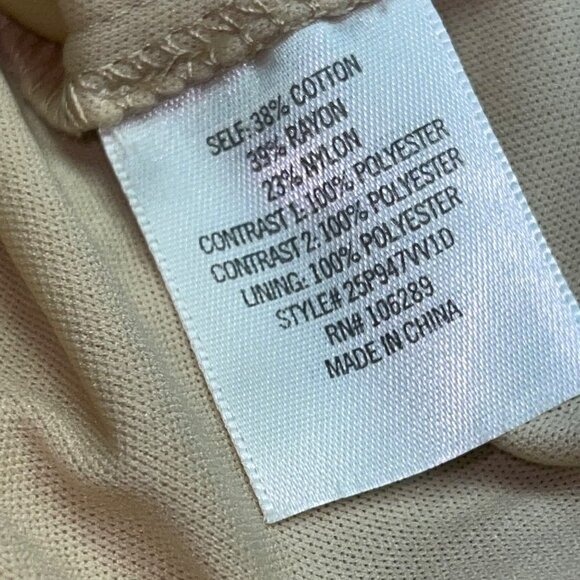 SELF: 38% COTTON
39% RAYON
23% NYLON
CONTRAST 1: 100% POLYESTER
CONTRAST 2: 100% POLYESTER
LINING: 100% POLYESTER
STYLE# 25P947VV1D
RN# 106289
MADE IN CHINA